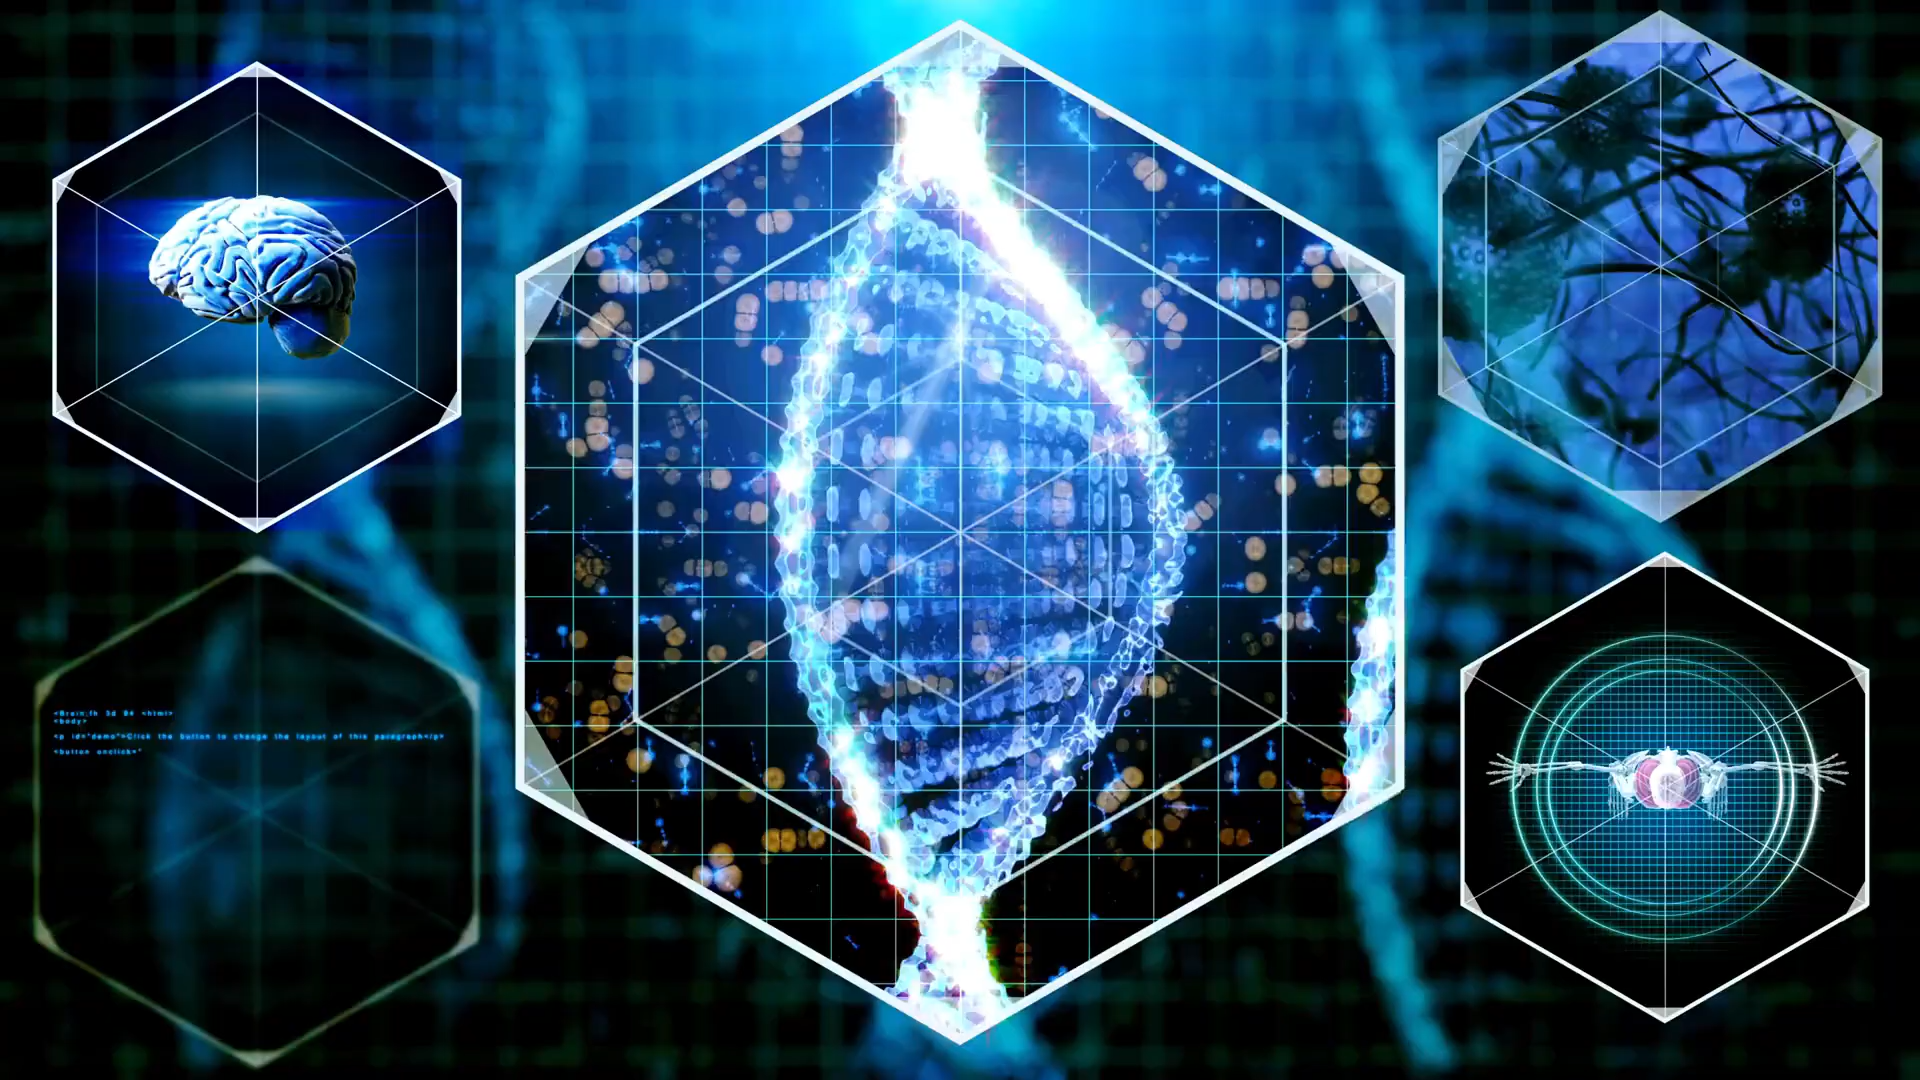 <body>
<p id="demo">Click the button to change the layout of this paragraph</p>
<button onclick="